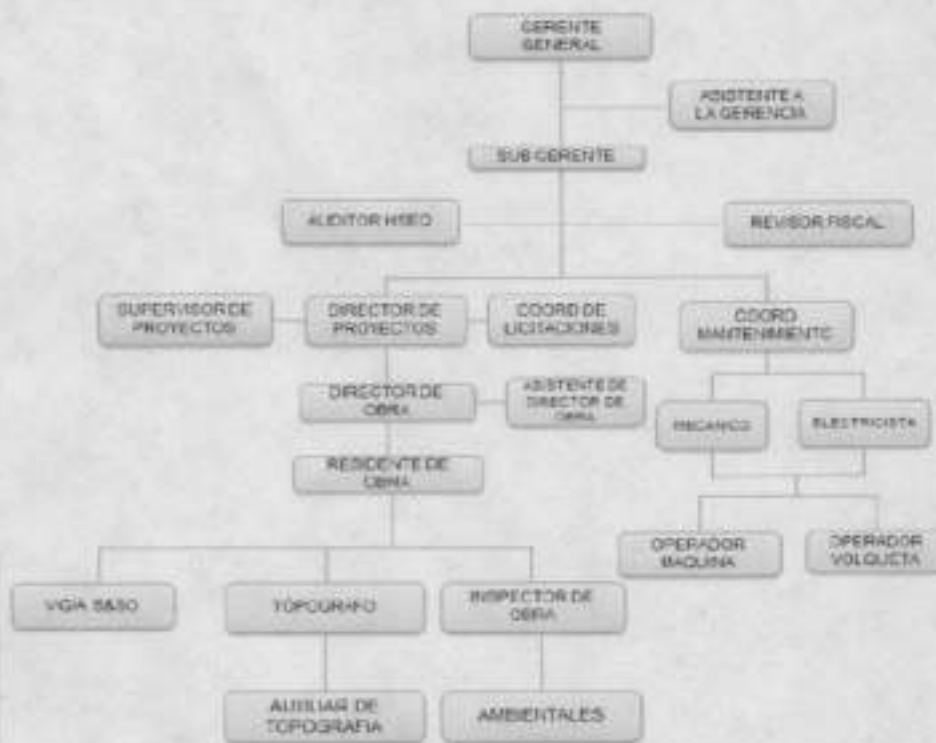 GERENTE
GENERAL
ASISTENTE A
LA GERENCIA
SUB GERENTE
AUDITOR HSEQ
REVISOR FISCAL
SUPERVISOR DE
PROYECTOS
DIRECTOR DE
PROYECTOS
COORD DE
LICITACIONES
COORD
MANTENIMIENTO
DIRECTOR DE
OBRA
ASISTENTE DE
DIRECTOR DE
OBRA
MECANICO
ELECTRICISTA
RESIDENTE DE
OBRA
OPERADOR
MAQUINA
OPERADOR
VOLQUETA
VIGIA S&SO
TOPOGRAFO
INSPECTOR DE
OBRA
AUXILIAR DE
TOPOGRAFIA
AMBIENTALES